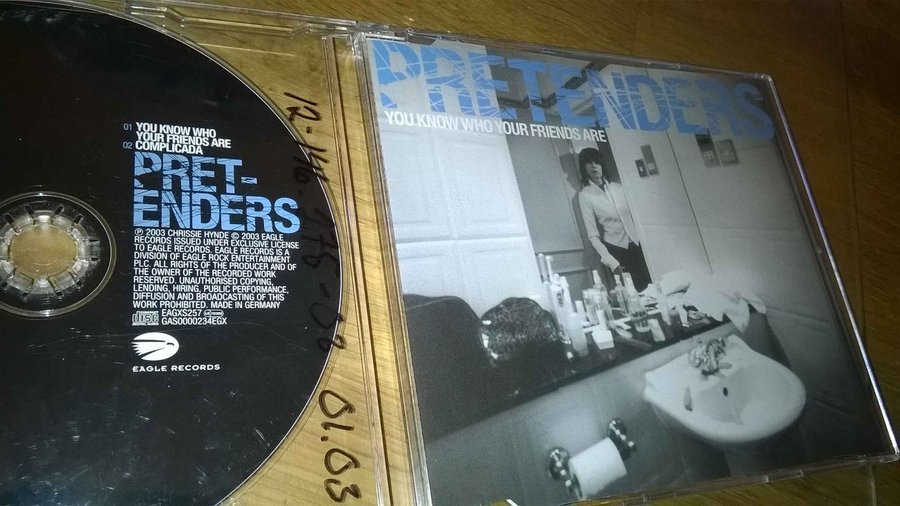 01 YOU KNOW WHO
YOUR FRIENDS ARE
02 COMPLICADA
PRET-
ENDERS
℗ 2003 CHRISSIE HYNDE © 2003 EAGLE
RECORDS ISSUED UNDER EXCLUSIVE LICENSE
TO EAGLE RECORDS. EAGLE RECORDS IS A
DIVISION OF EAGLE ROCK ENTERTAINMENT
PLC. ALL RIGHTS OF THE PRODUCER AND OF
THE OWNER OF THE RECORDED WORK
RESERVED. UNAUTHORISED COPYING,
LENDING, HIRING, PUBLIC PERFORMANCE,
DIFFUSION AND BROADCASTING OF THIS
WORK PROHIBITED. MADE IN GERMANY
EAGXS257
GAS0000234EGX
EAGLE RECORDS
01.03
PRETENDERS
YOU KNOW WHO YOUR FRIENDS ARE